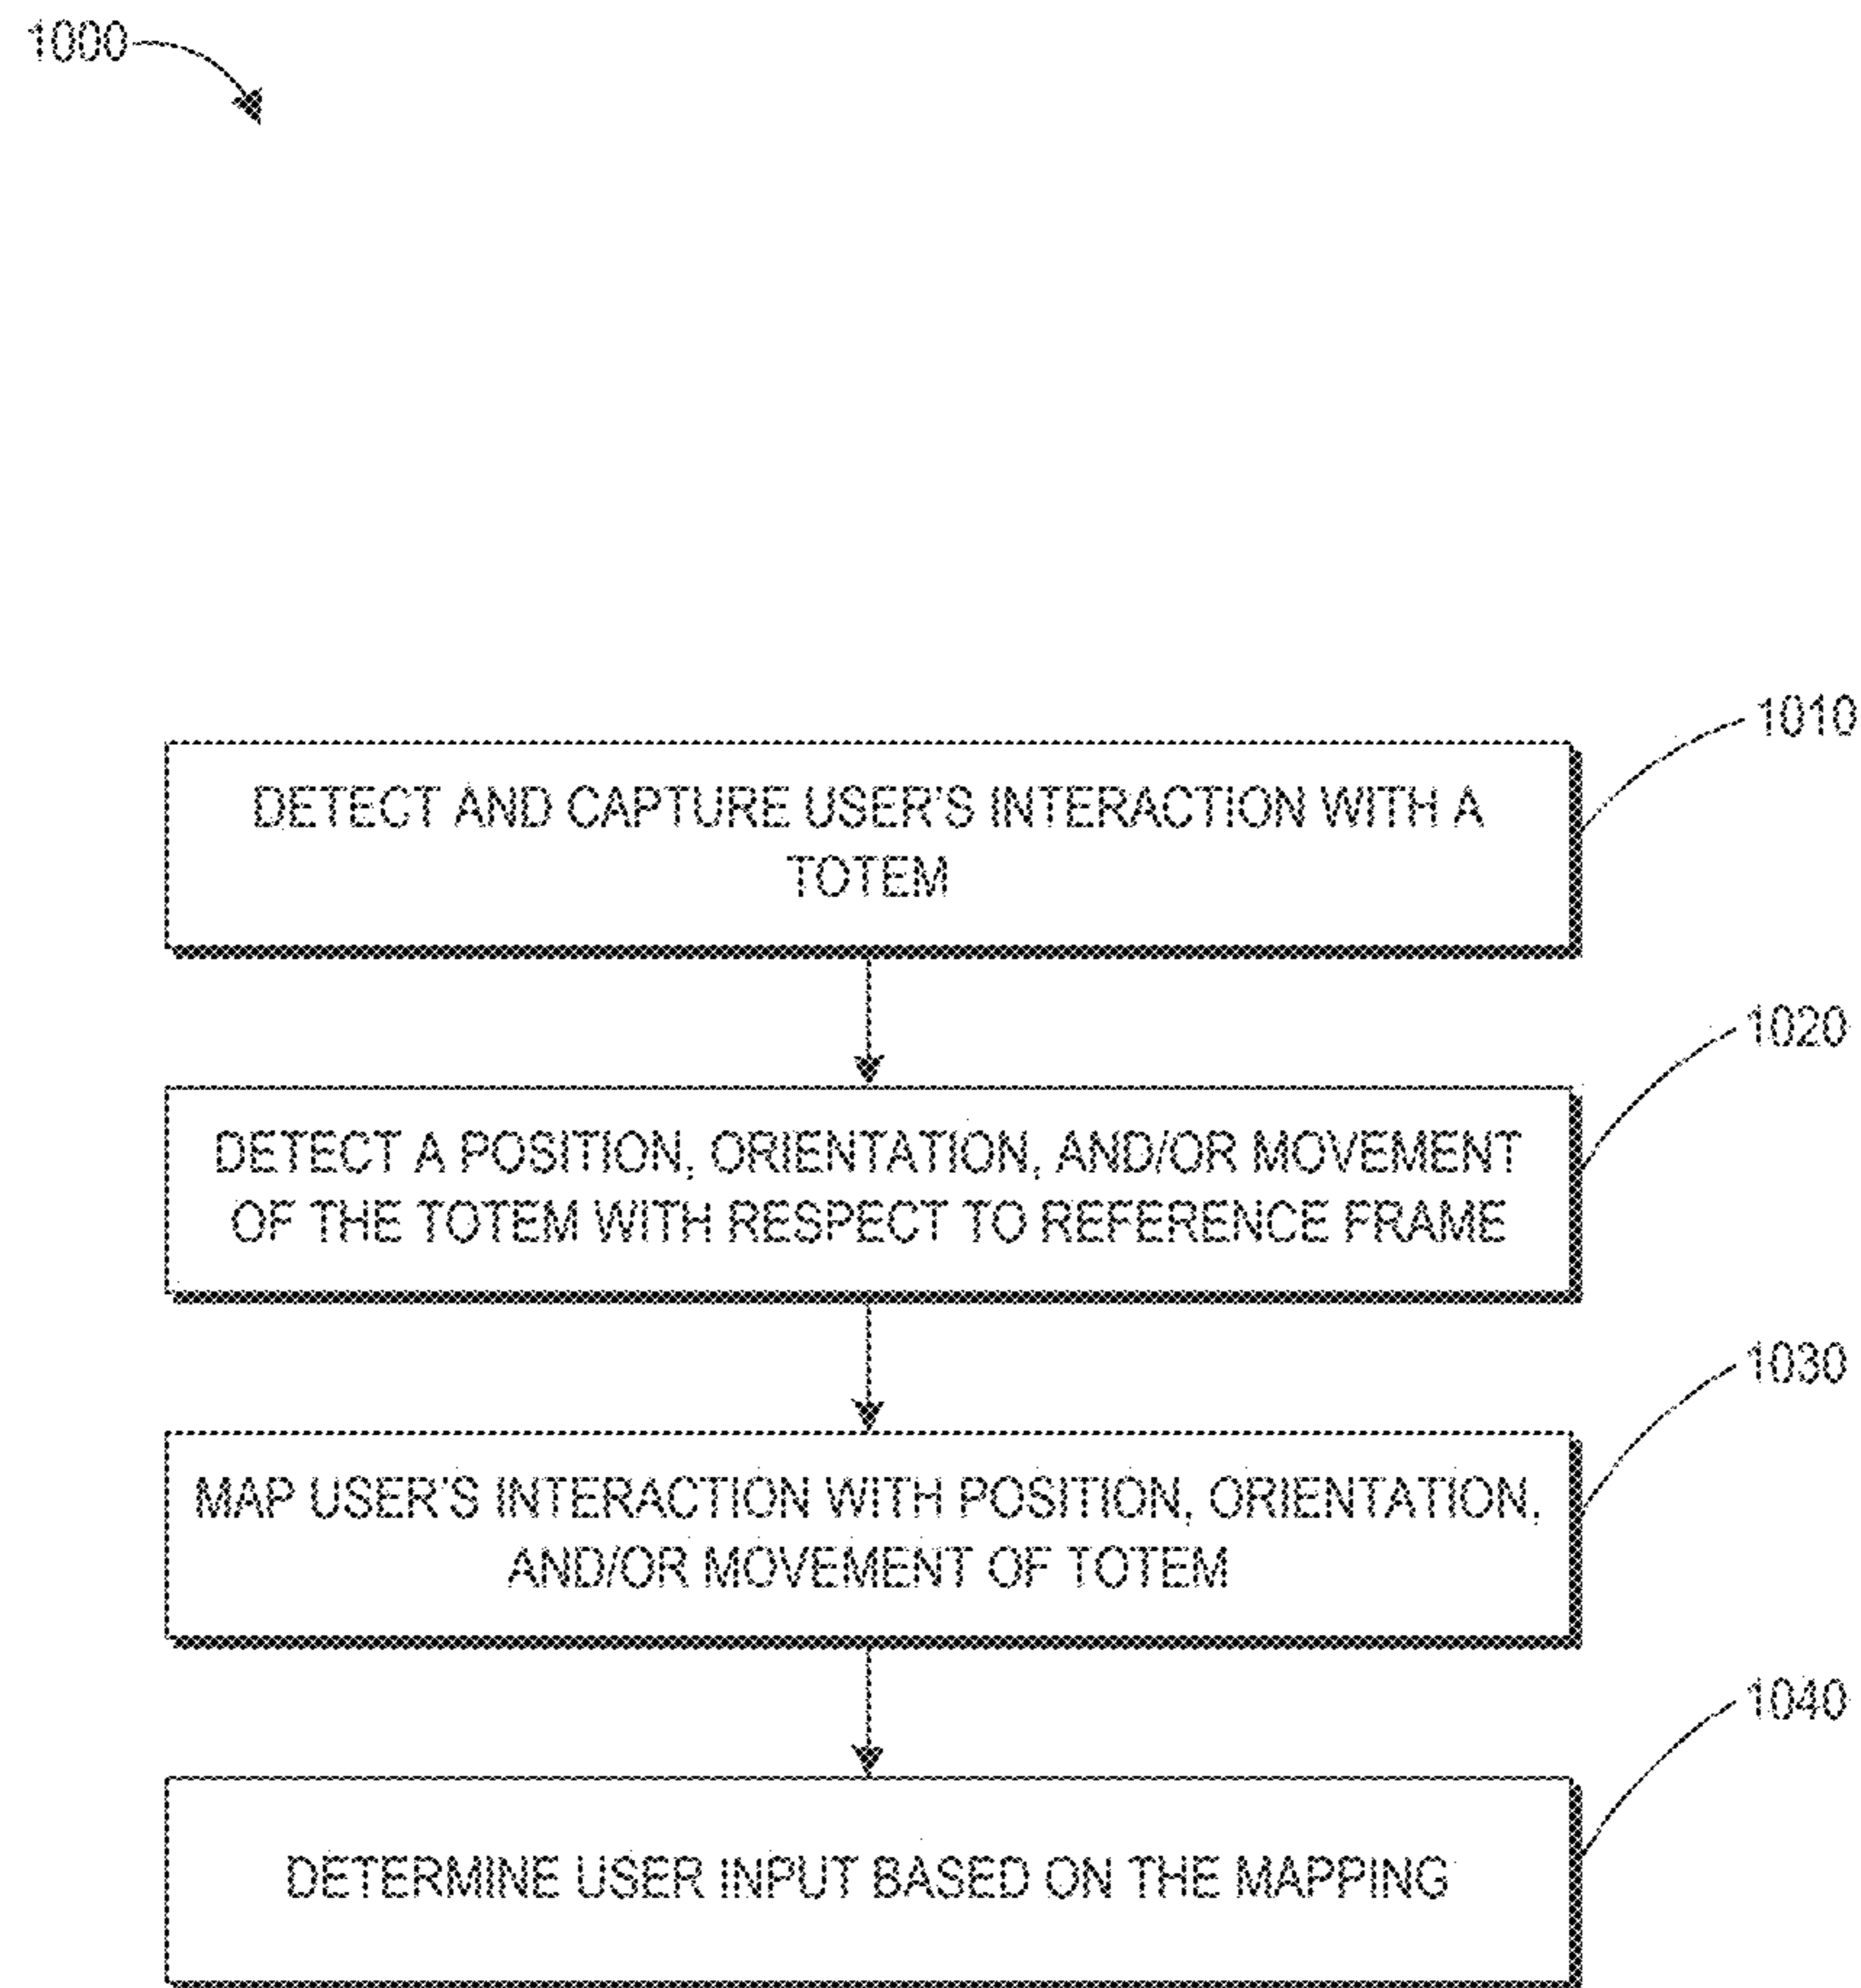 1000
1010
DETECT AND CAPTURE USER'S INTERACTION WITH A
TOTEM
1020
DETECT A POSITION, ORIENTATION, AND/OR MOVEMENT
OF THE TOTEM WITH RESPECT TO REFERENCE FRAME
1030
MAP USER'S INTERACTION WITH POSITION, ORIENTATION,
AND/OR MOVEMENT OF TOTEM
1040
DETERMINE USER INPUT BASED ON THE MAPPING